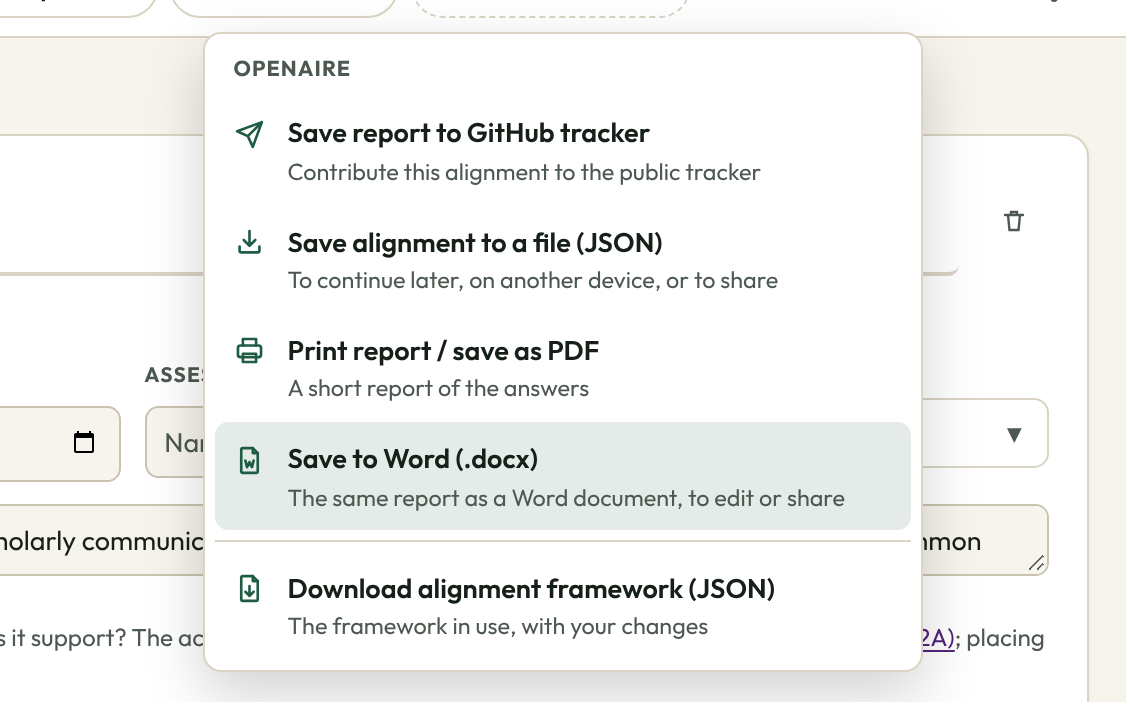 OPENAIRE
Save report to GitHub tracker
Contribute this alignment to the public tracker
Save alignment to a file (JSON)
To continue later, on another device, or to share
Print report / save as PDF
A short report of the answers
ASSES
Nar
Save to Word (.docx)
The same report as a Word document, to edit or share
holarly communic
nmon
Download alignment framework (JSON)
The framework in use, with your changes
s it support? The ac
2A); placing